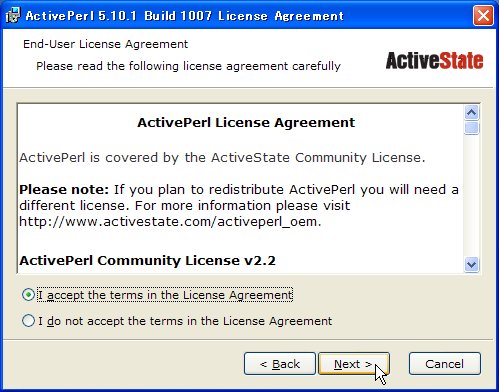 ActivePerl 5.10.1 Build 1007 License Agreement
End-User License Agreement
Please read the following license agreement carefully
ActiveState
ActivePerl License Agreement
ActivePerl is covered by the ActiveState Community License.
Please note: If you plan to redistribute ActivePerl you will need a
different license. For more information please visit
http://www.activestate.com/activeperl_oem.
ActivePerl Community License v2.2
I accept the terms in the License Agreement
I do not accept the terms in the License Agreement
< Back
Next >
Cancel